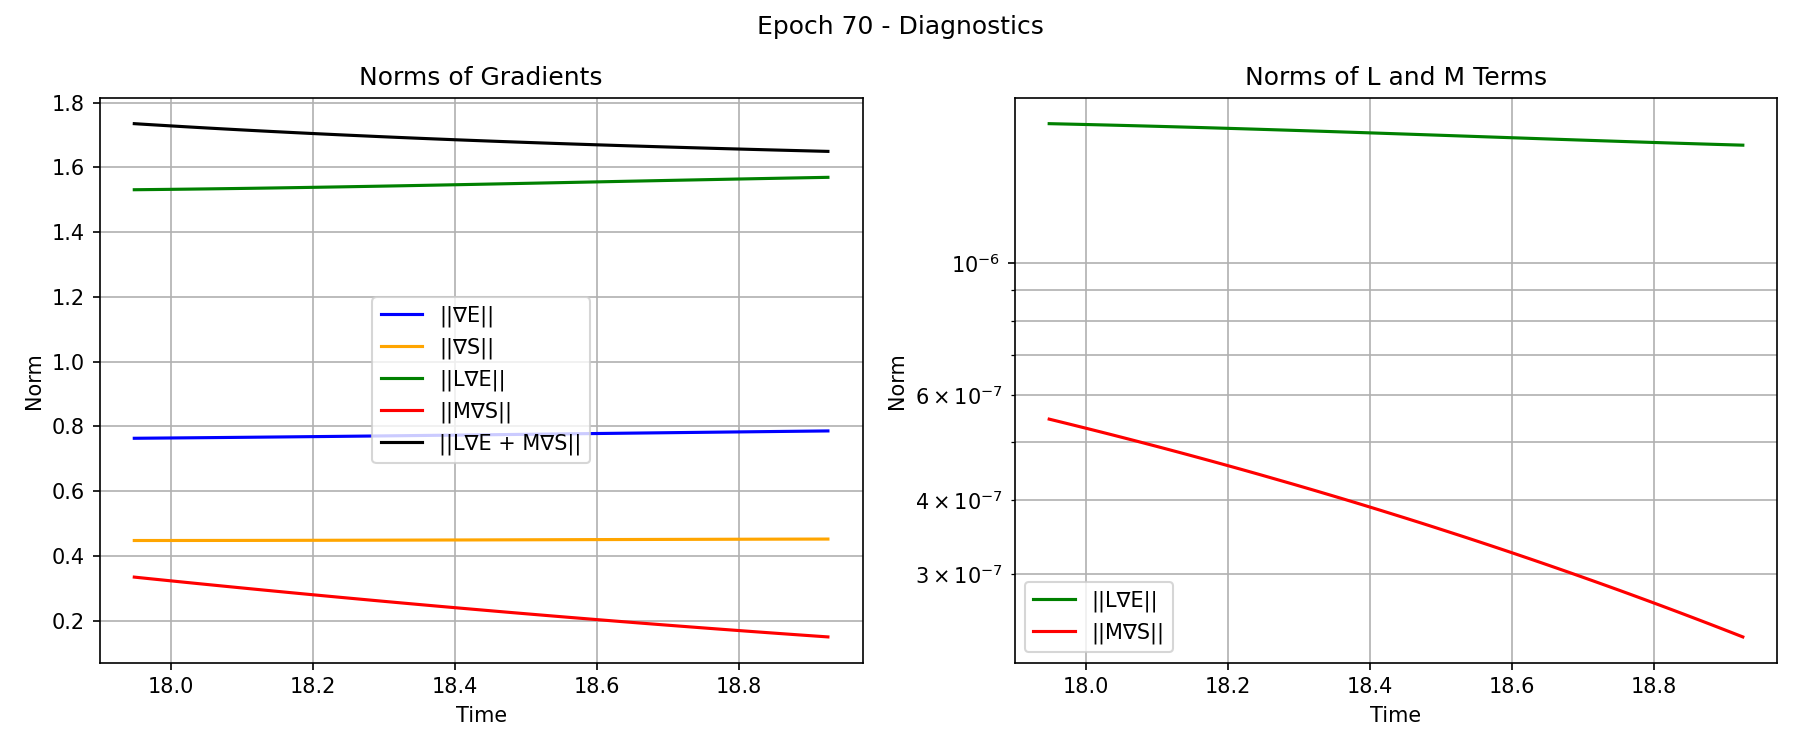 Epoch 70 - Diagnostics
Norms of Gradients
Norm
1.8
1.6
1.4
1.2
1.0
0.8
0.6
0.4
0.2
||∇E||
||∇S||
||L∇E||
||M∇S||
||L∇E + M∇S||
18.0 18.2 18.4 18.6 18.8
Time
Norms of L and M Terms
Norm
10⁻⁶
6 × 10⁻⁷
4 × 10⁻⁷
3 × 10⁻⁷
||L∇E||
||M∇S||
18.0 18.2 18.4 18.6 18.8
Time